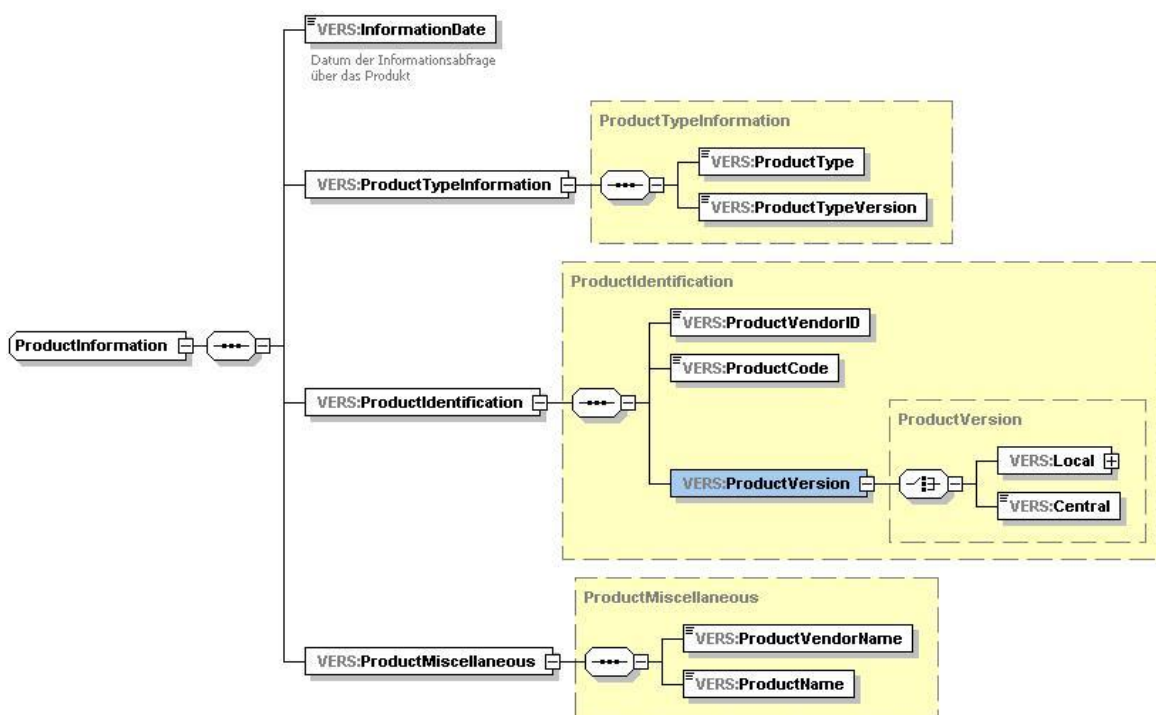 VERS:InformationDate
Datum der Informationsabfrage
über das Produkt
ProductTypeInformation
VERS:ProductType
VERS:ProductTypeInformation
VERS:ProductTypeVersion
ProductIdentification
VERS:ProductVendorID
ProductInformation
VERS:ProductCode
VERS:ProductIdentification
ProductVersion
VERS:Local
VERS:ProductVersion
VERS:Central
ProductMiscellaneous
VERS:ProductVendorName
VERS:ProductMiscellaneous
VERS:ProductName